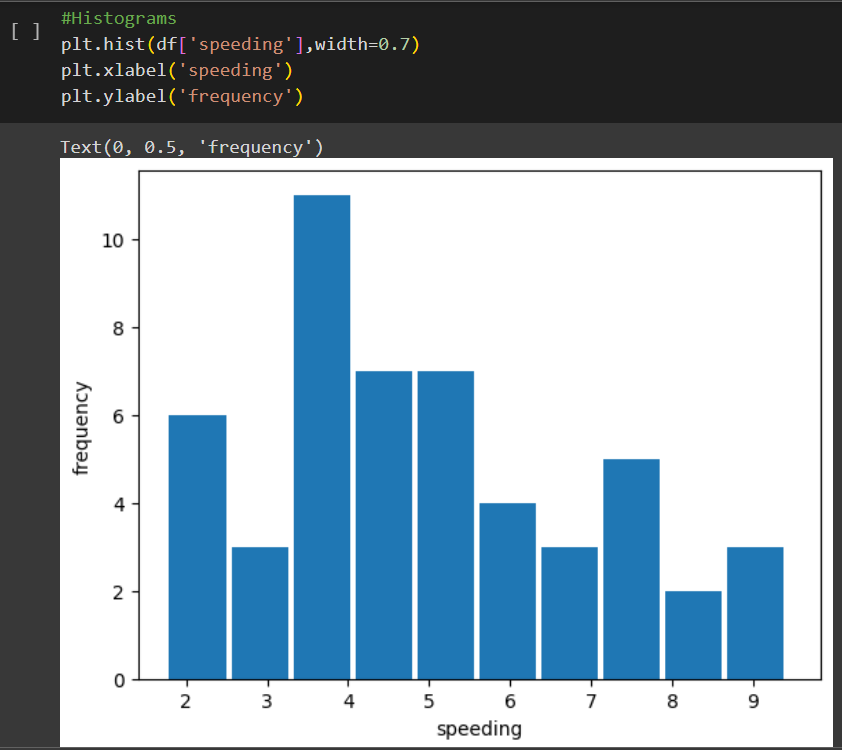 [ ]
#Histograms
plt.hist(df['speeding'],width=0.7)
plt.xlabel('speeding')
plt.ylabel('frequency')
Text(0, 0.5, 'frequency')
10
8
6
4
2
0
frequency
2 3 4 5 6 7 8 9
speeding